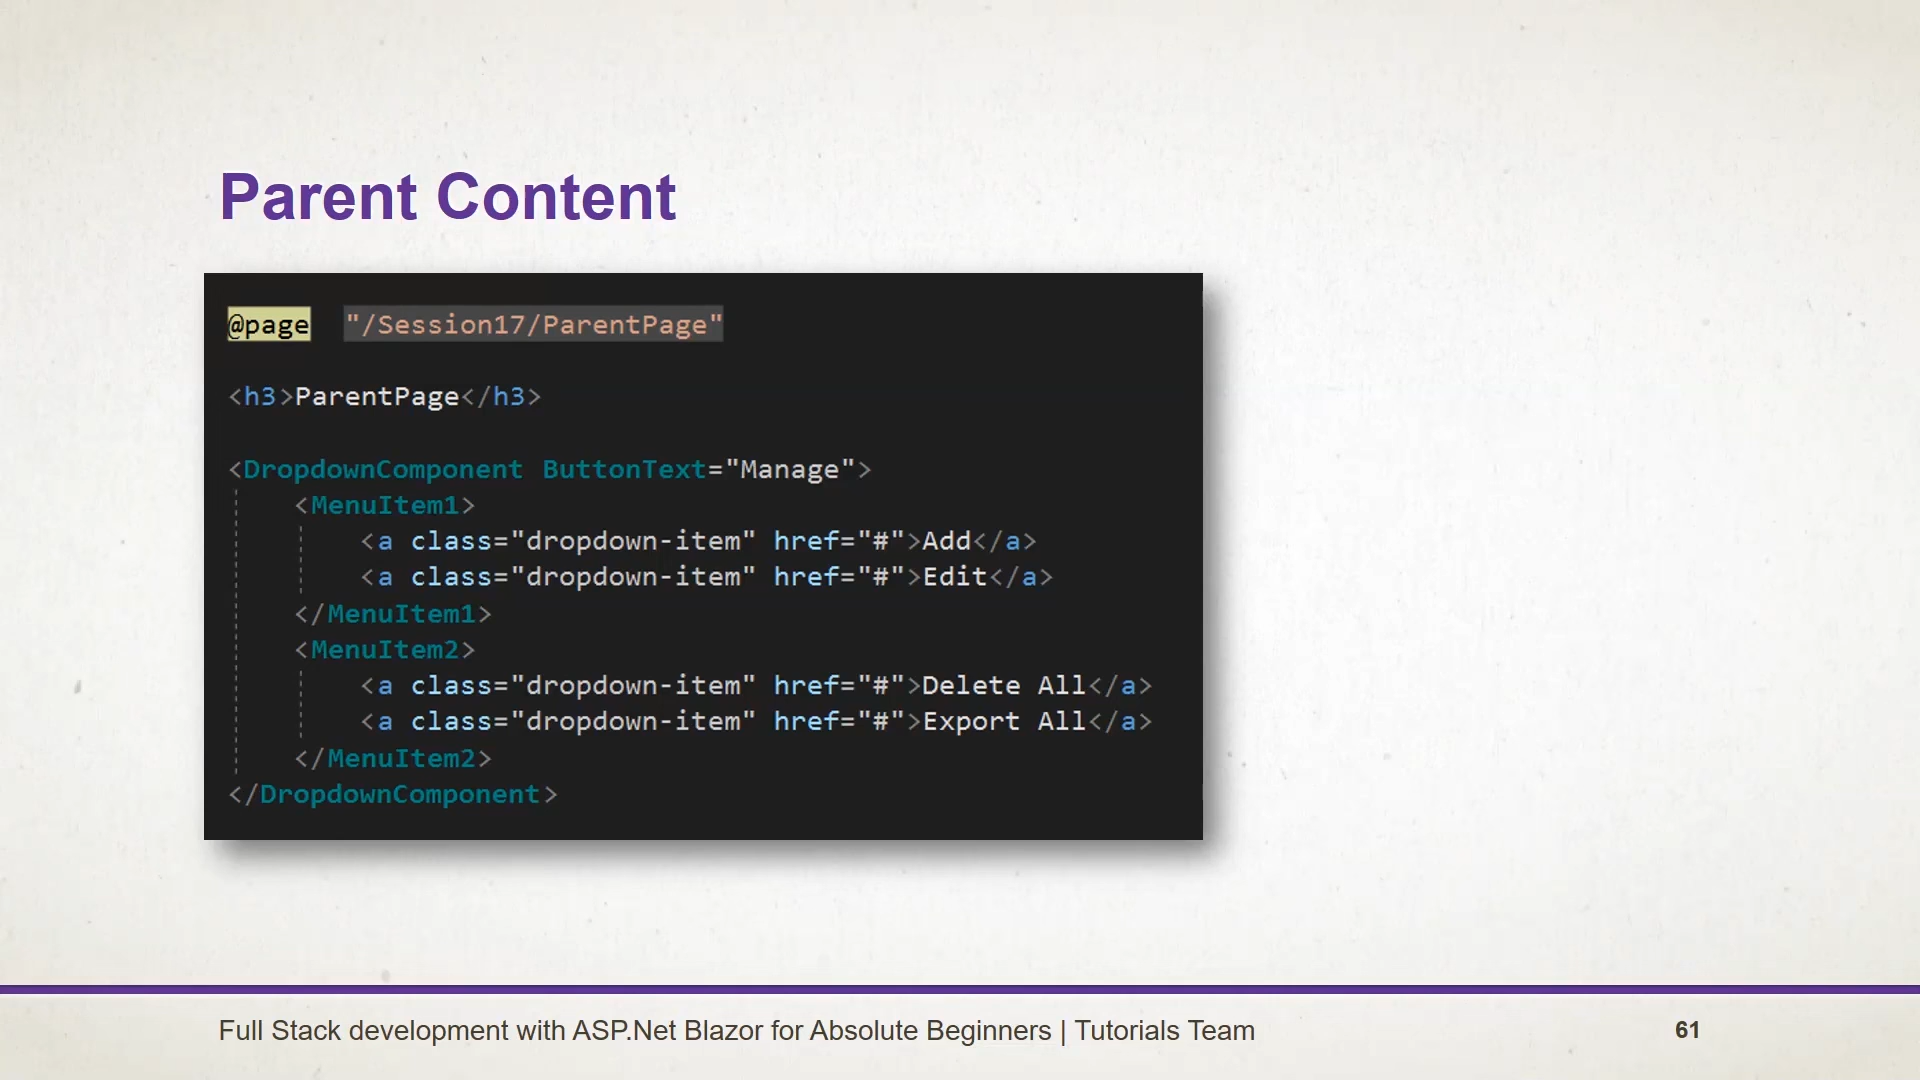 Parent Content
@page "/Session17/ParentPage"
<h3>ParentPage</h3>
<DropdownComponent ButtonText="Manage">
<MenuItem1>
<a class="dropdown-item" href="#">Add</a>
<a class="dropdown-item" href="#">Edit</a>
</MenuItem1>
<MenuItem2>
<a class="dropdown-item" href="#">Delete All</a>
<a class="dropdown-item" href="#">Export All</a>
</MenuItem2>
</DropdownComponent>
Full Stack development with ASP.Net Blazor for Absolute Beginners | Tutorials Team
61